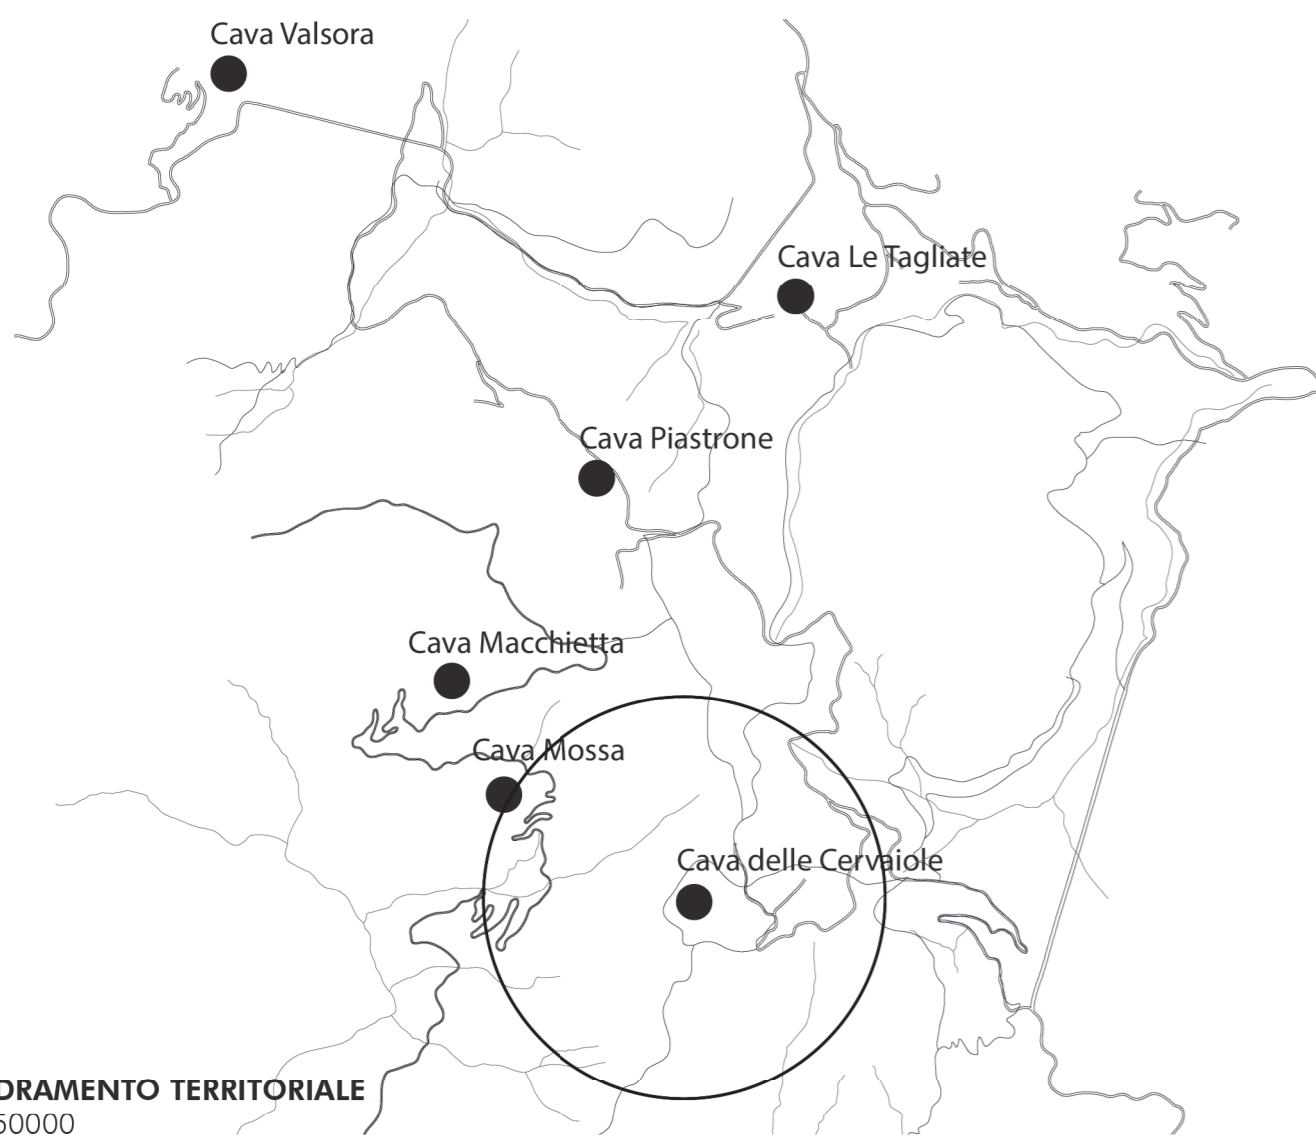 Cava Valsora
Cava Le Tagliate
Cava Piastrone
Cava Macchietta
Cava Mossa
Cava delle Cervaiole
DRAMENTO TERRITORIALE
50000